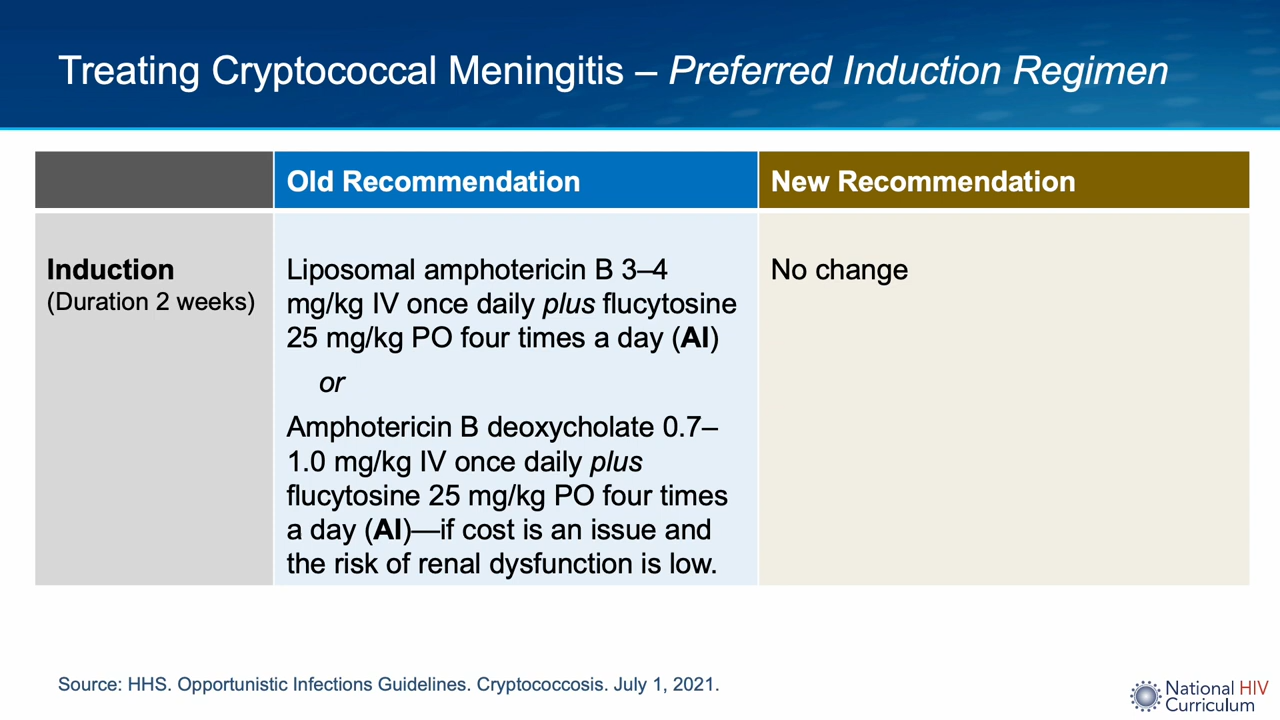 Treating Cryptococcal Meningitis – Preferred Induction Regimen
Old Recommendation
New Recommendation
Induction
(Duration 2 weeks)
Liposomal amphotericin B 3–4
mg/kg IV once daily plus flucytosine
25 mg/kg PO four times a day (AI)
or
Amphotericin B deoxycholate 0.7–
1.0 mg/kg IV once daily plus
flucytosine 25 mg/kg PO four times
a day (AI)—if cost is an issue and
the risk of renal dysfunction is low.
No change
Source: HHS. Opportunistic Infections Guidelines. Cryptococcosis. July 1, 2021.
National HIV
Curriculum